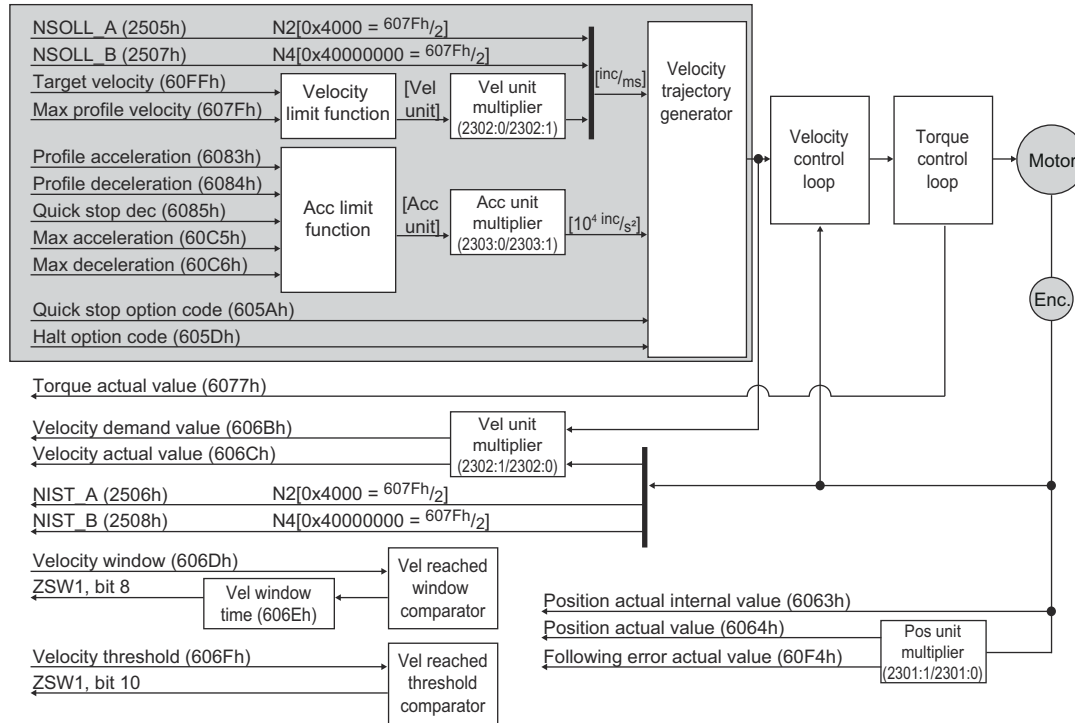 NSOLL_A (2505h) N2[0x4000 = 607Fh/2]
NSOLL_B (2507h) N4[0x40000000 = 607Fh/2]
Target velocity (60FFh)
Max profile velocity (607Fh)
Velocity
limit function
[Vel
unit]
Vel unit
multiplier
(2302:0/2302:1)
[inc/ms]
Velocity
trajectory
generator
Profile acceleration (6083h)
Profile deceleration (6084h)
Quick stop dec (6085h)
Max acceleration (60C5h)
Max deceleration (60C6h)
Acc limit
function
[Acc
unit]
Acc unit
multiplier
(2303:0/2303:1)
[10⁴ inc/s²]
Quick stop option code (605Ah)
Halt option code (605Dh)
Velocity
control
loop
Torque
control
loop
Motor
Enc.
Torque actual value (6077h)
Velocity demand value (606Bh)
Velocity actual value (606Ch)
Vel unit
multiplier
(2302:1/2302:0)
NIST_A (2506h) N2[0x4000 = 607Fh/2]
NIST_B (2508h) N4[0x40000000 = 607Fh/2]
Velocity window (606Dh)
ZSW1, bit 8
Vel window
time (606Eh)
Vel reached
window
comparator
Velocity threshold (606Fh)
ZSW1, bit 10
Vel reached
threshold
comparator
Position actual internal value (6063h)
Position actual value (6064h)
Following error actual value (60F4h)
Pos unit
multiplier
(2301:1/2301:0)